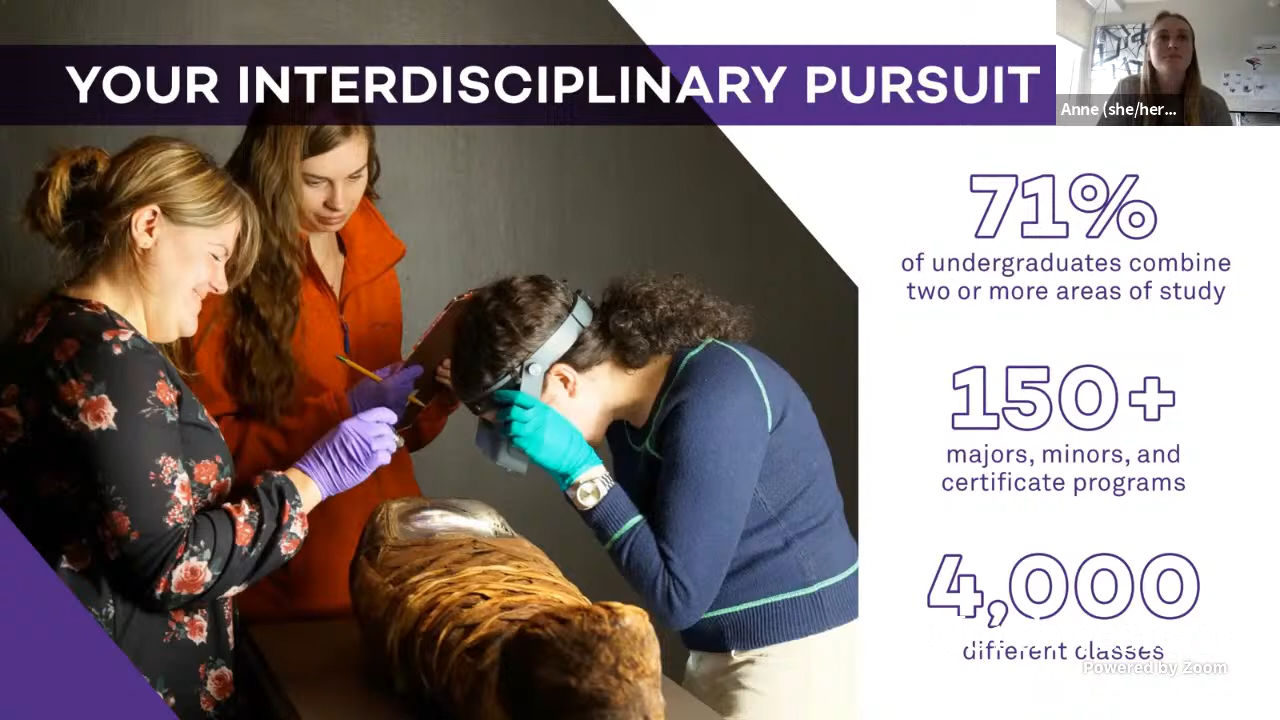 YOUR INTERDISCIPLINARY PURSUIT
Anne (she/her...
71%
of undergraduates combine
two or more areas of study
150+
majors, minors, and
certificate programs
4,000
different classes
Powered by Zoom